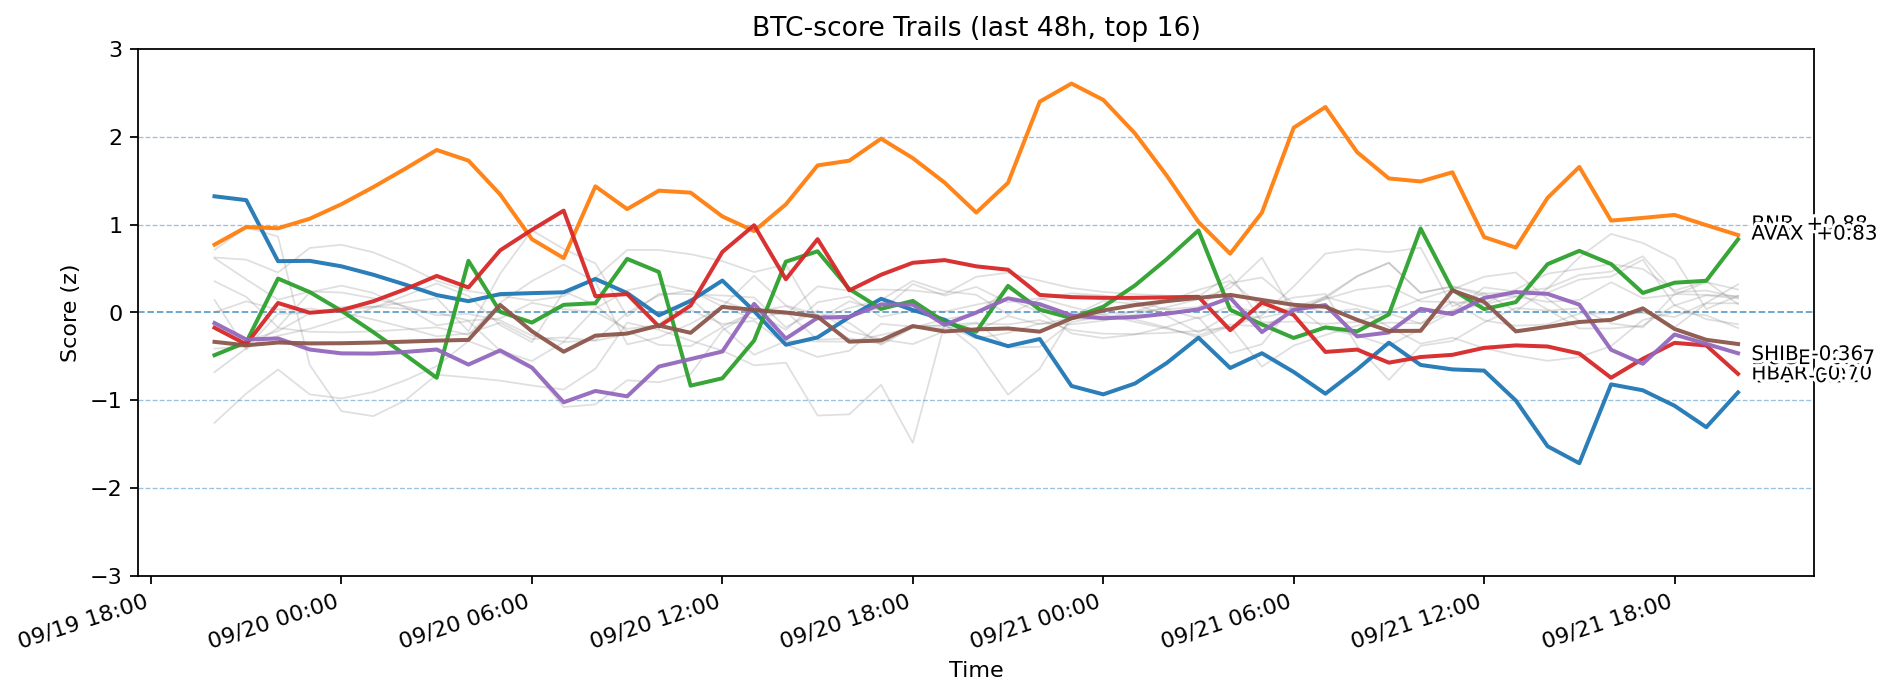 BTC-score Trails (last 48h, top 16)
3
2
1
0
−1
−2
−3
Score (z)
BNB +0.88
AVAX +0.83
SHIB -0.36
HBAR -0.70
09/19 18:00
09/20 00:00
09/20 06:00
09/20 12:00
09/20 18:00
09/21 00:00
09/21 06:00
09/21 12:00
09/21 18:00
Time